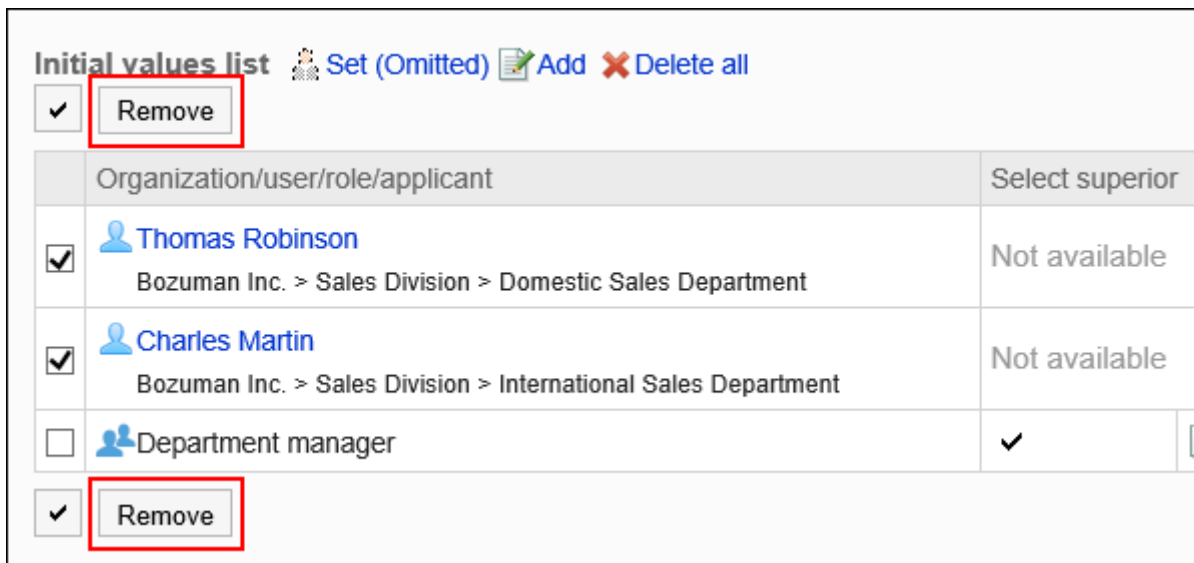 Initial values list Set (Omitted) Add Delete all
Remove
Organization/user/role/applicant Select superior
Thomas Robinson
Bozuman Inc. > Sales Division > Domestic Sales Department
Not available
Charles Martin
Bozuman Inc. > Sales Division > International Sales Department
Not available
Department manager
Remove